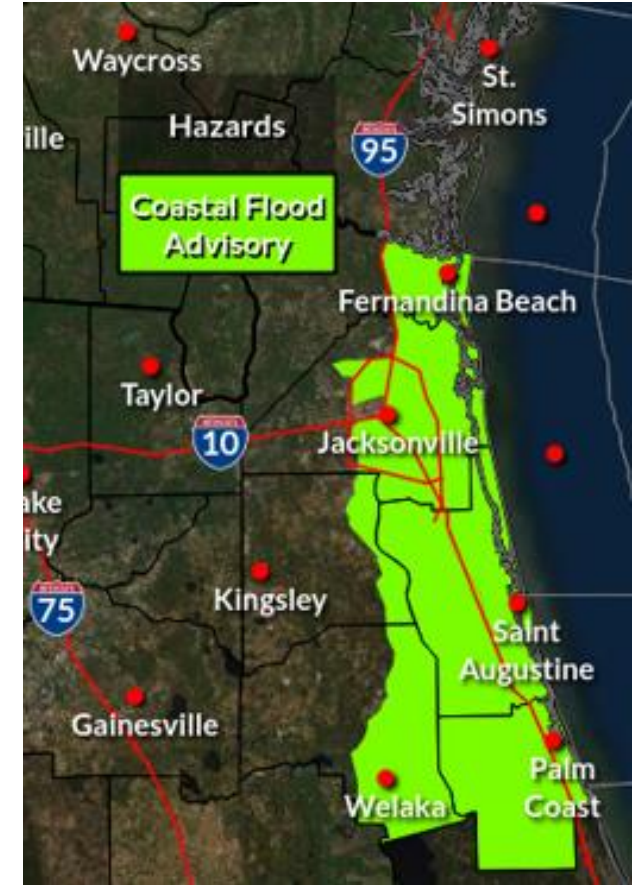 Waycross
St.
Simons
ille
Hazards
95
Coastal Flood
Advisory
Fernandina Beach
Taylor
10
Jacksonville
ake
ity
75
Kingsley
Saint
Augustine
Gainesville
Palm
Coast
Welaka